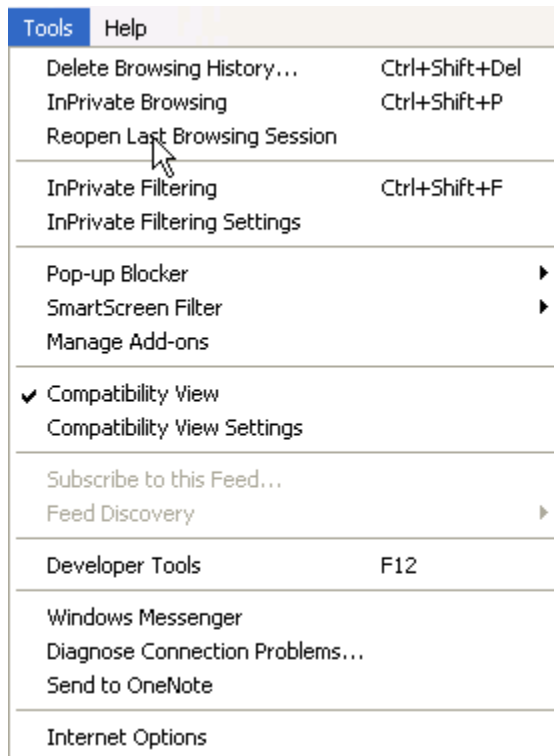 Tools Help
Delete Browsing History... Ctrl+Shift+Del
InPrivate Browsing Ctrl+Shift+P
Reopen Last Browsing Session
InPrivate Filtering Ctrl+Shift+F
InPrivate Filtering Settings
Pop-up Blocker
SmartScreen Filter
Manage Add-ons
Compatibility View
Compatibility View Settings
Subscribe to this Feed...
Feed Discovery
Developer Tools F12
Windows Messenger
Diagnose Connection Problems...
Send to OneNote
Internet Options